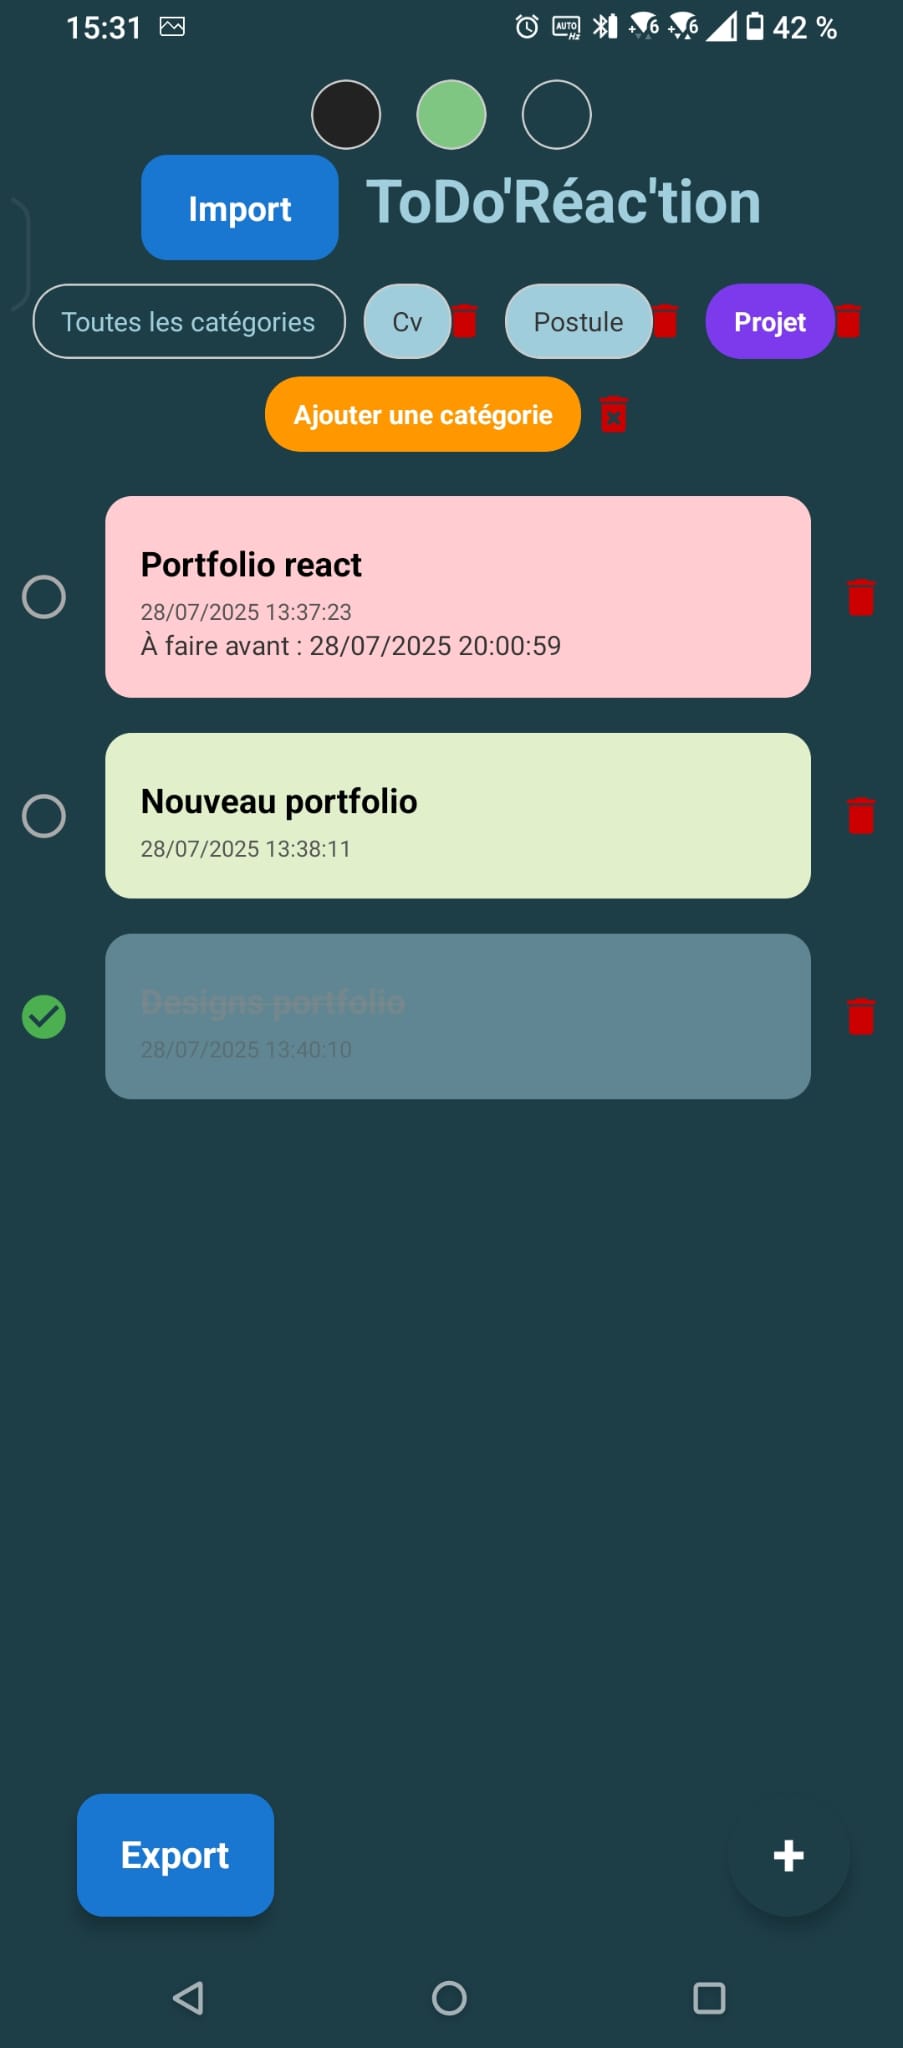 15:31 42 %
Import ToDo'Réac'tion
Toutes les catégories Cv Postule Projet
Ajouter une catégorie
Portfolio react
28/07/2025 13:37:23
À faire avant : 28/07/2025 20:00:59
Nouveau portfolio
28/07/2025 13:38:11
Designs portfolio
28/07/2025 13:40:10
Export +